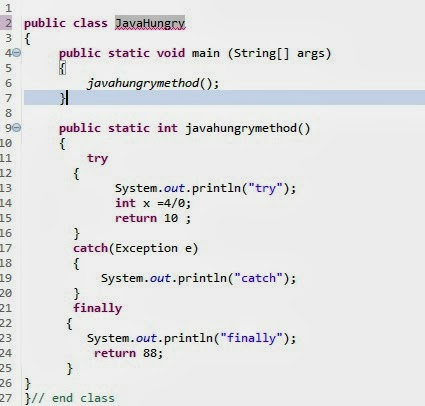 1
2 public class JavaHungry
3 {
4 public static void main (String[] args)
5 {
6 javahungrymethod();
7 }
8
9 public static int javahungrymethod()
10 {
11 try
12 {
13 System.out.println("try");
14 int x =4/0;
15 return 10 ;
16 }
17 catch(Exception e)
18 {
19 System.out.println("catch");
20 }
21 finally
22 {
23 System.out.println("finally");
24 return 88;
25 }
26 }
27 }// end class